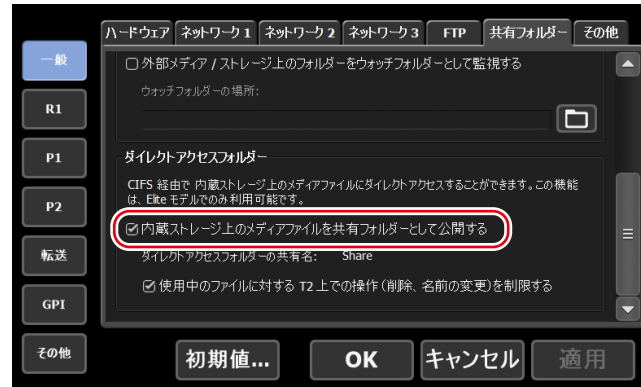 ハードウェア ネットワーク 1 ネットワーク 2 ネットワーク 3 FTP 共有フォルダー その他
一般
R1
P1
P2
転送
GPI
その他
外部メディア / ストレージ上のフォルダーをウォッチフォルダーとして監視する
ウォッチフォルダーの場所:
ダイレクトアクセスフォルダー
CIFS 経由で 内蔵ストレージ上のメディアファイルにダイレクトアクセスすることができます。この機能
は、Elite モデルでのみ利用可能です。
内蔵ストレージ上のメディアファイルを共有フォルダーとして公開する
ダイレクトアクセスフォルダーの共有名: Share
使用中のファイルに対する T2 上での操作 (削除、名前の変更) を制限する
初期値... OK キャンセル 適用